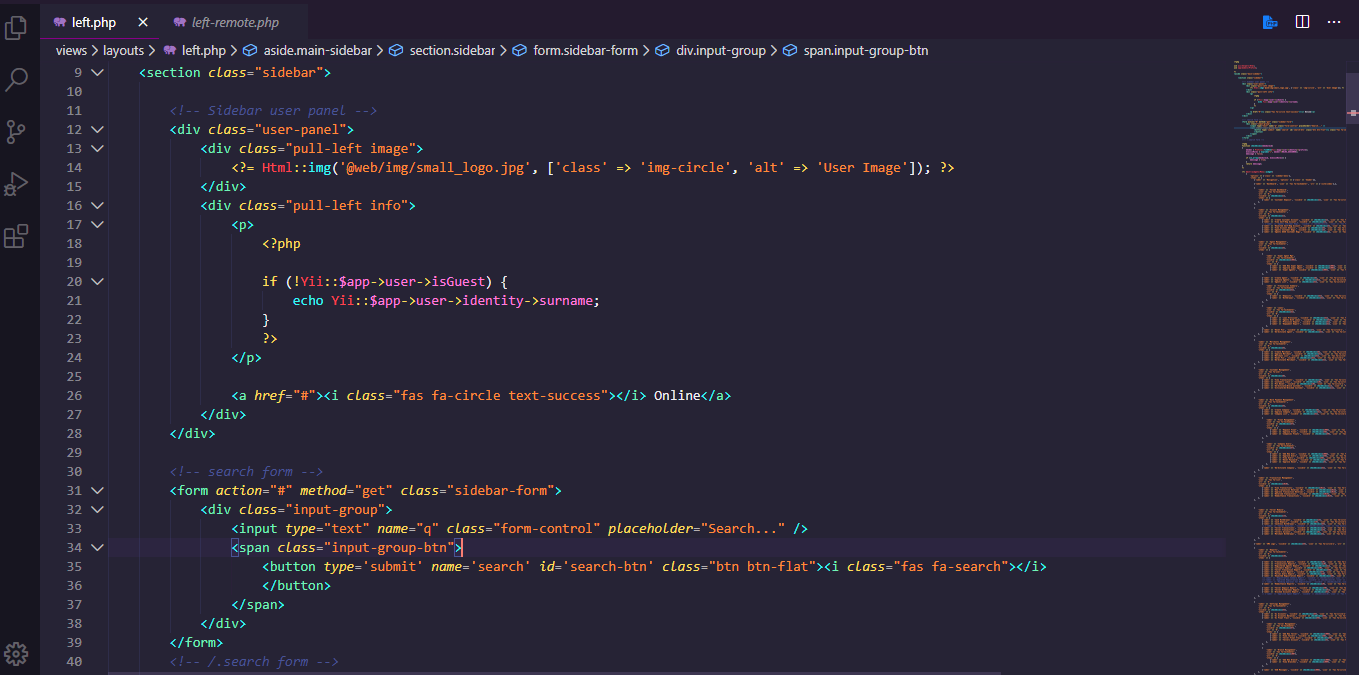 left.php
left-remote.php
views > layouts > left.php > aside.main-sidebar > section.sidebar > form.sidebar-form > div.input-group > span.input-group-btn
9 <section class="sidebar">
10
11 <!-- Sidebar user panel -->
12 <div class="user-panel">
13 <div class="pull-left image">
14 <?= Html::img('@web/img/small_logo.jpg', ['class' => 'img-circle', 'alt' => 'User Image']); ?>
15 </div>
16 <div class="pull-left info">
17 <p>
18 <?php
19
20 if (!Yii::$app->user->isGuest) {
21 echo Yii::$app->user->identity->surname;
22 }
23 ?>
24 </p>
25
26 <a href="#"><i class="fas fa-circle text-success"></i> Online</a>
27 </div>
28 </div>
29
30 <!-- search form -->
31 <form action="#" method="get" class="sidebar-form">
32 <div class="input-group">
33 <input type="text" name="q" class="form-control" placeholder="Search..." />
34 <span class="input-group-btn">
35 <button type='submit' name='search' id='search-btn' class="btn btn-flat"><i class="fas fa-search"></i>
36 </button>
37 </span>
38 </div>
39 </form>
40 <!-- /.search form -->